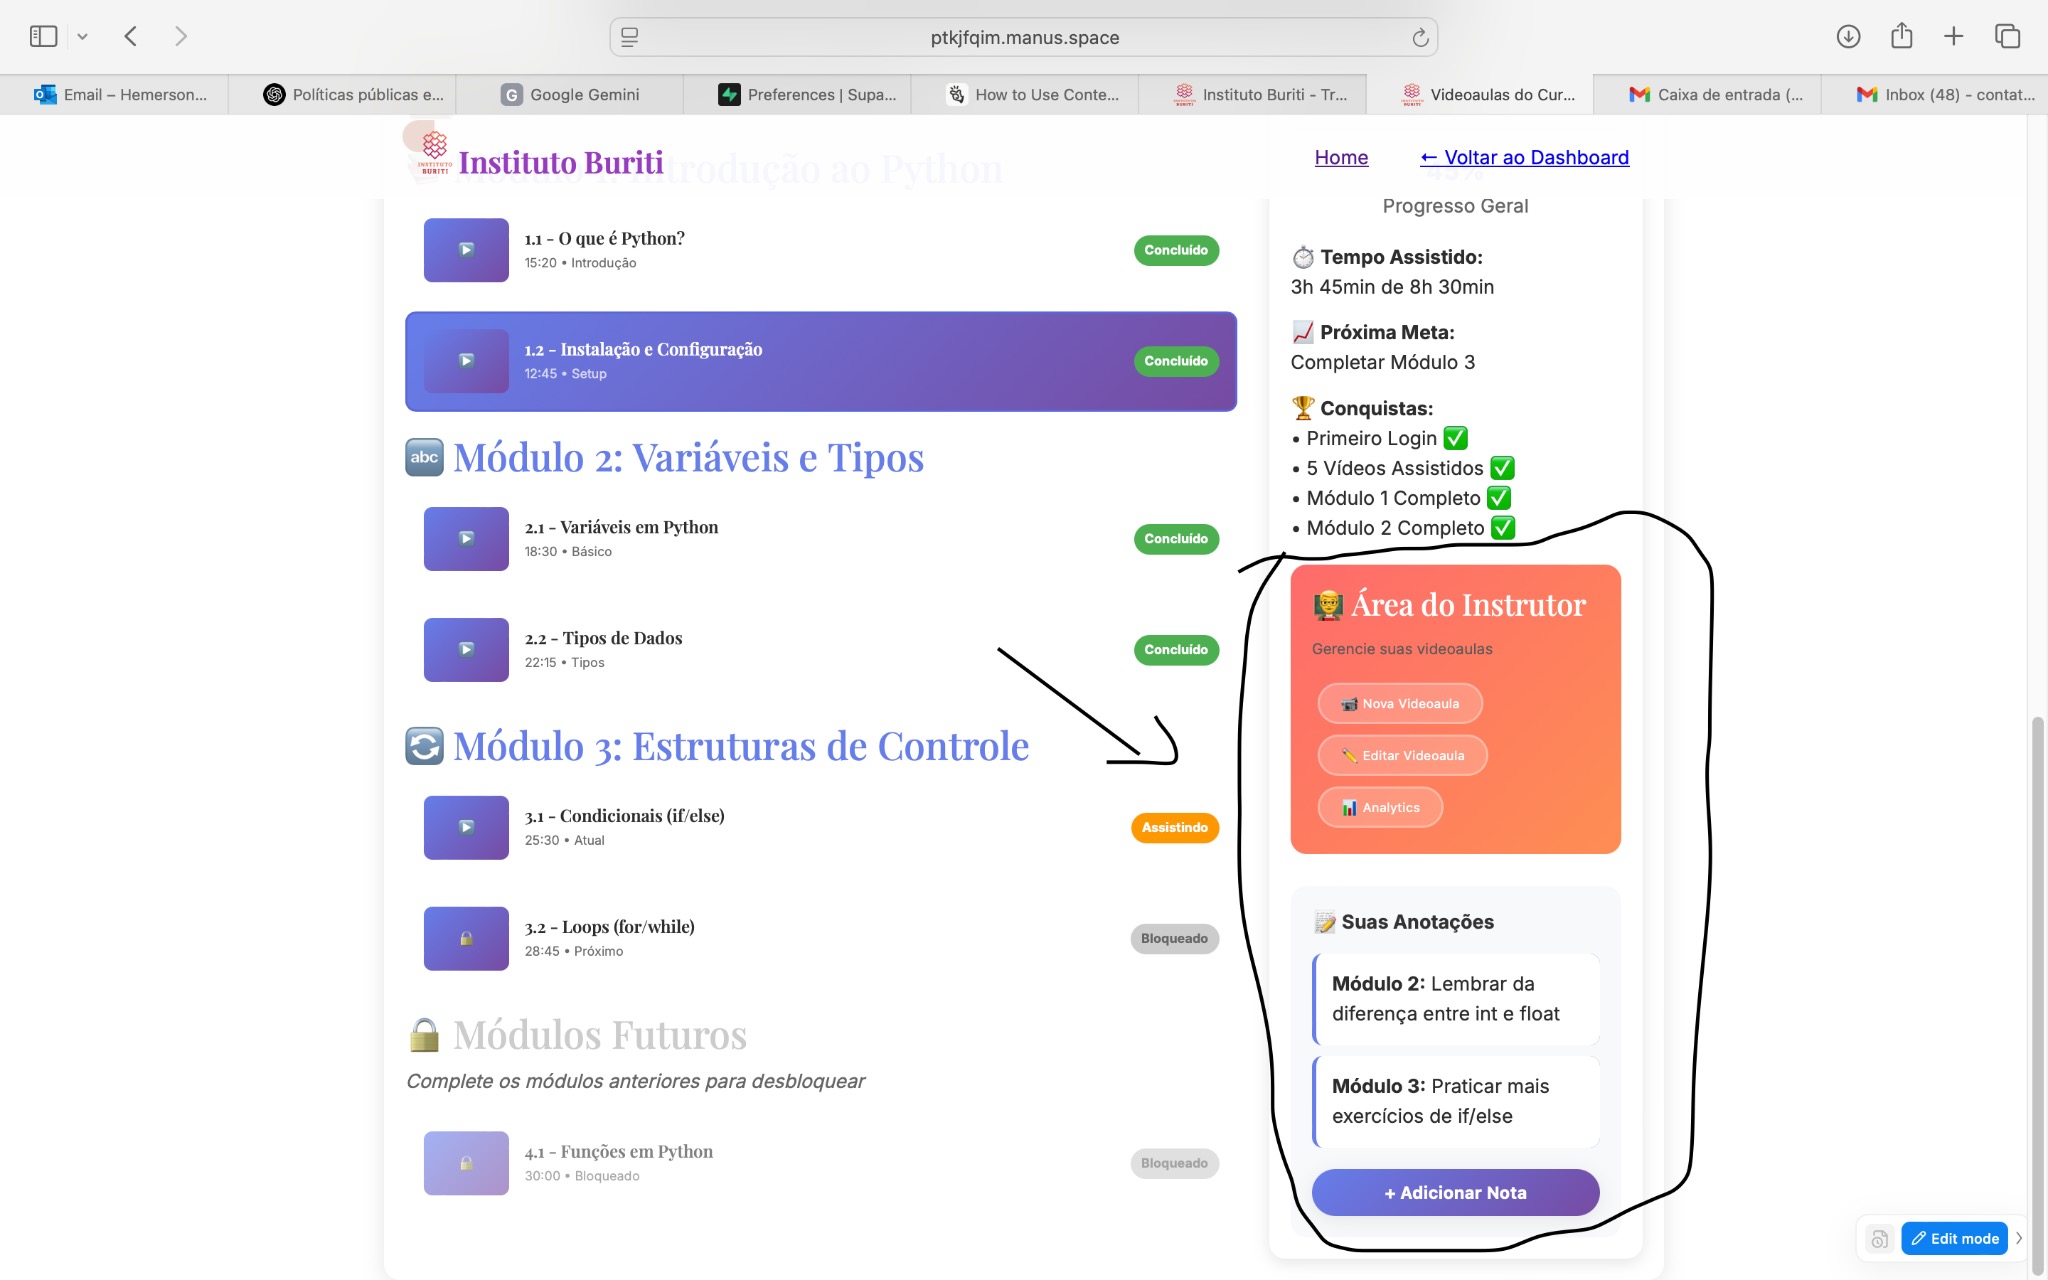 ptkjfqim.manus.space
Email – Hemerson...
Políticas públicas e...
Google Gemini
Preferences | Supa...
How to Use Conte...
Instituto Buriti - Tr...
Videoaulas do Cur...
Caixa de entrada (...
Inbox (48) - contat...
INSTITUTO
BURITI
Instituto Buriti
Módulo 1: Introdução ao Python
Home
← Voltar ao Dashboard
45%
Progresso Geral
1.1 - O que é Python?
15:20 • Introdução
Concluído
1.2 - Instalação e Configuração
12:45 • Setup
Concluído
abc Módulo 2: Variáveis e Tipos
2.1 - Variáveis em Python
18:30 • Básico
Concluído
2.2 - Tipos de Dados
22:15 • Tipos
Concluído
Módulo 3: Estruturas de Controle
3.1 - Condicionais (if/else)
25:30 • Atual
Assistindo
3.2 - Loops (for/while)
28:45 • Próximo
Bloqueado
Módulos Futuros
Complete os módulos anteriores para desbloquear
4.1 - Funções em Python
30:00 • Bloqueado
Bloqueado
Tempo Assistido:
3h 45min de 8h 30min
Próxima Meta:
Completar Módulo 3
Conquistas:
• Primeiro Login ✅
• 5 Vídeos Assistidos ✅
• Módulo 1 Completo ✅
• Módulo 2 Completo ✅
Área do Instrutor
Gerencie suas videoaulas
Nova Videoaula
Editar Videoaula
Analytics
Suas Anotações
Módulo 2: Lembrar da
diferença entre int e float
Módulo 3: Praticar mais
exercícios de if/else
+ Adicionar Nota
Edit mode